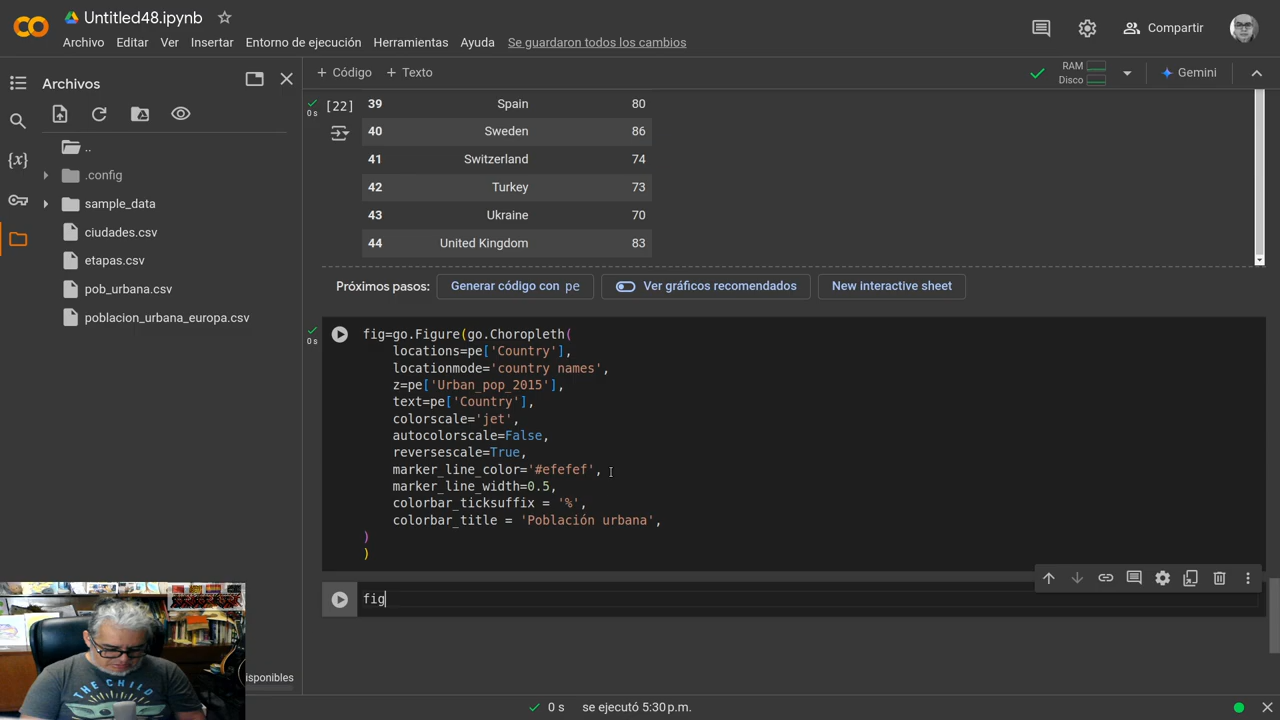 Untitled48.ipynb
Archivo Editar Ver Insertar Entorno de ejecución Herramientas Ayuda Se guardaron todos los cambios
Compartir
Archivos
+ Código + Texto
RAM
Disco
Gemini
..
.config
sample_data
ciudades.csv
etapas.csv
pob_urbana.csv
poblacion_urbana_europa.csv
0 s
[22]
39 Spain 80
40 Sweden 86
41 Switzerland 74
42 Turkey 73
43 Ukraine 70
44 United Kingdom 83
Próximos pasos: Generar código con pe Ver gráficos recomendados New interactive sheet
0 s
fig=go.Figure(go.Choropleth(
locations=pe['Country'],
locationmode='country names',
z=pe['Urban_pop_2015'],
text=pe['Country'],
colorscale='jet',
autocolorscale=False,
reversescale=True,
marker_line_color='#efefef',
marker_line_width=0.5,
colorbar_ticksuffix = '%',
colorbar_title = 'Población urbana',
)
)
fig
THE CHILD
isponibles
0 s se ejecutó 5:30 p.m.